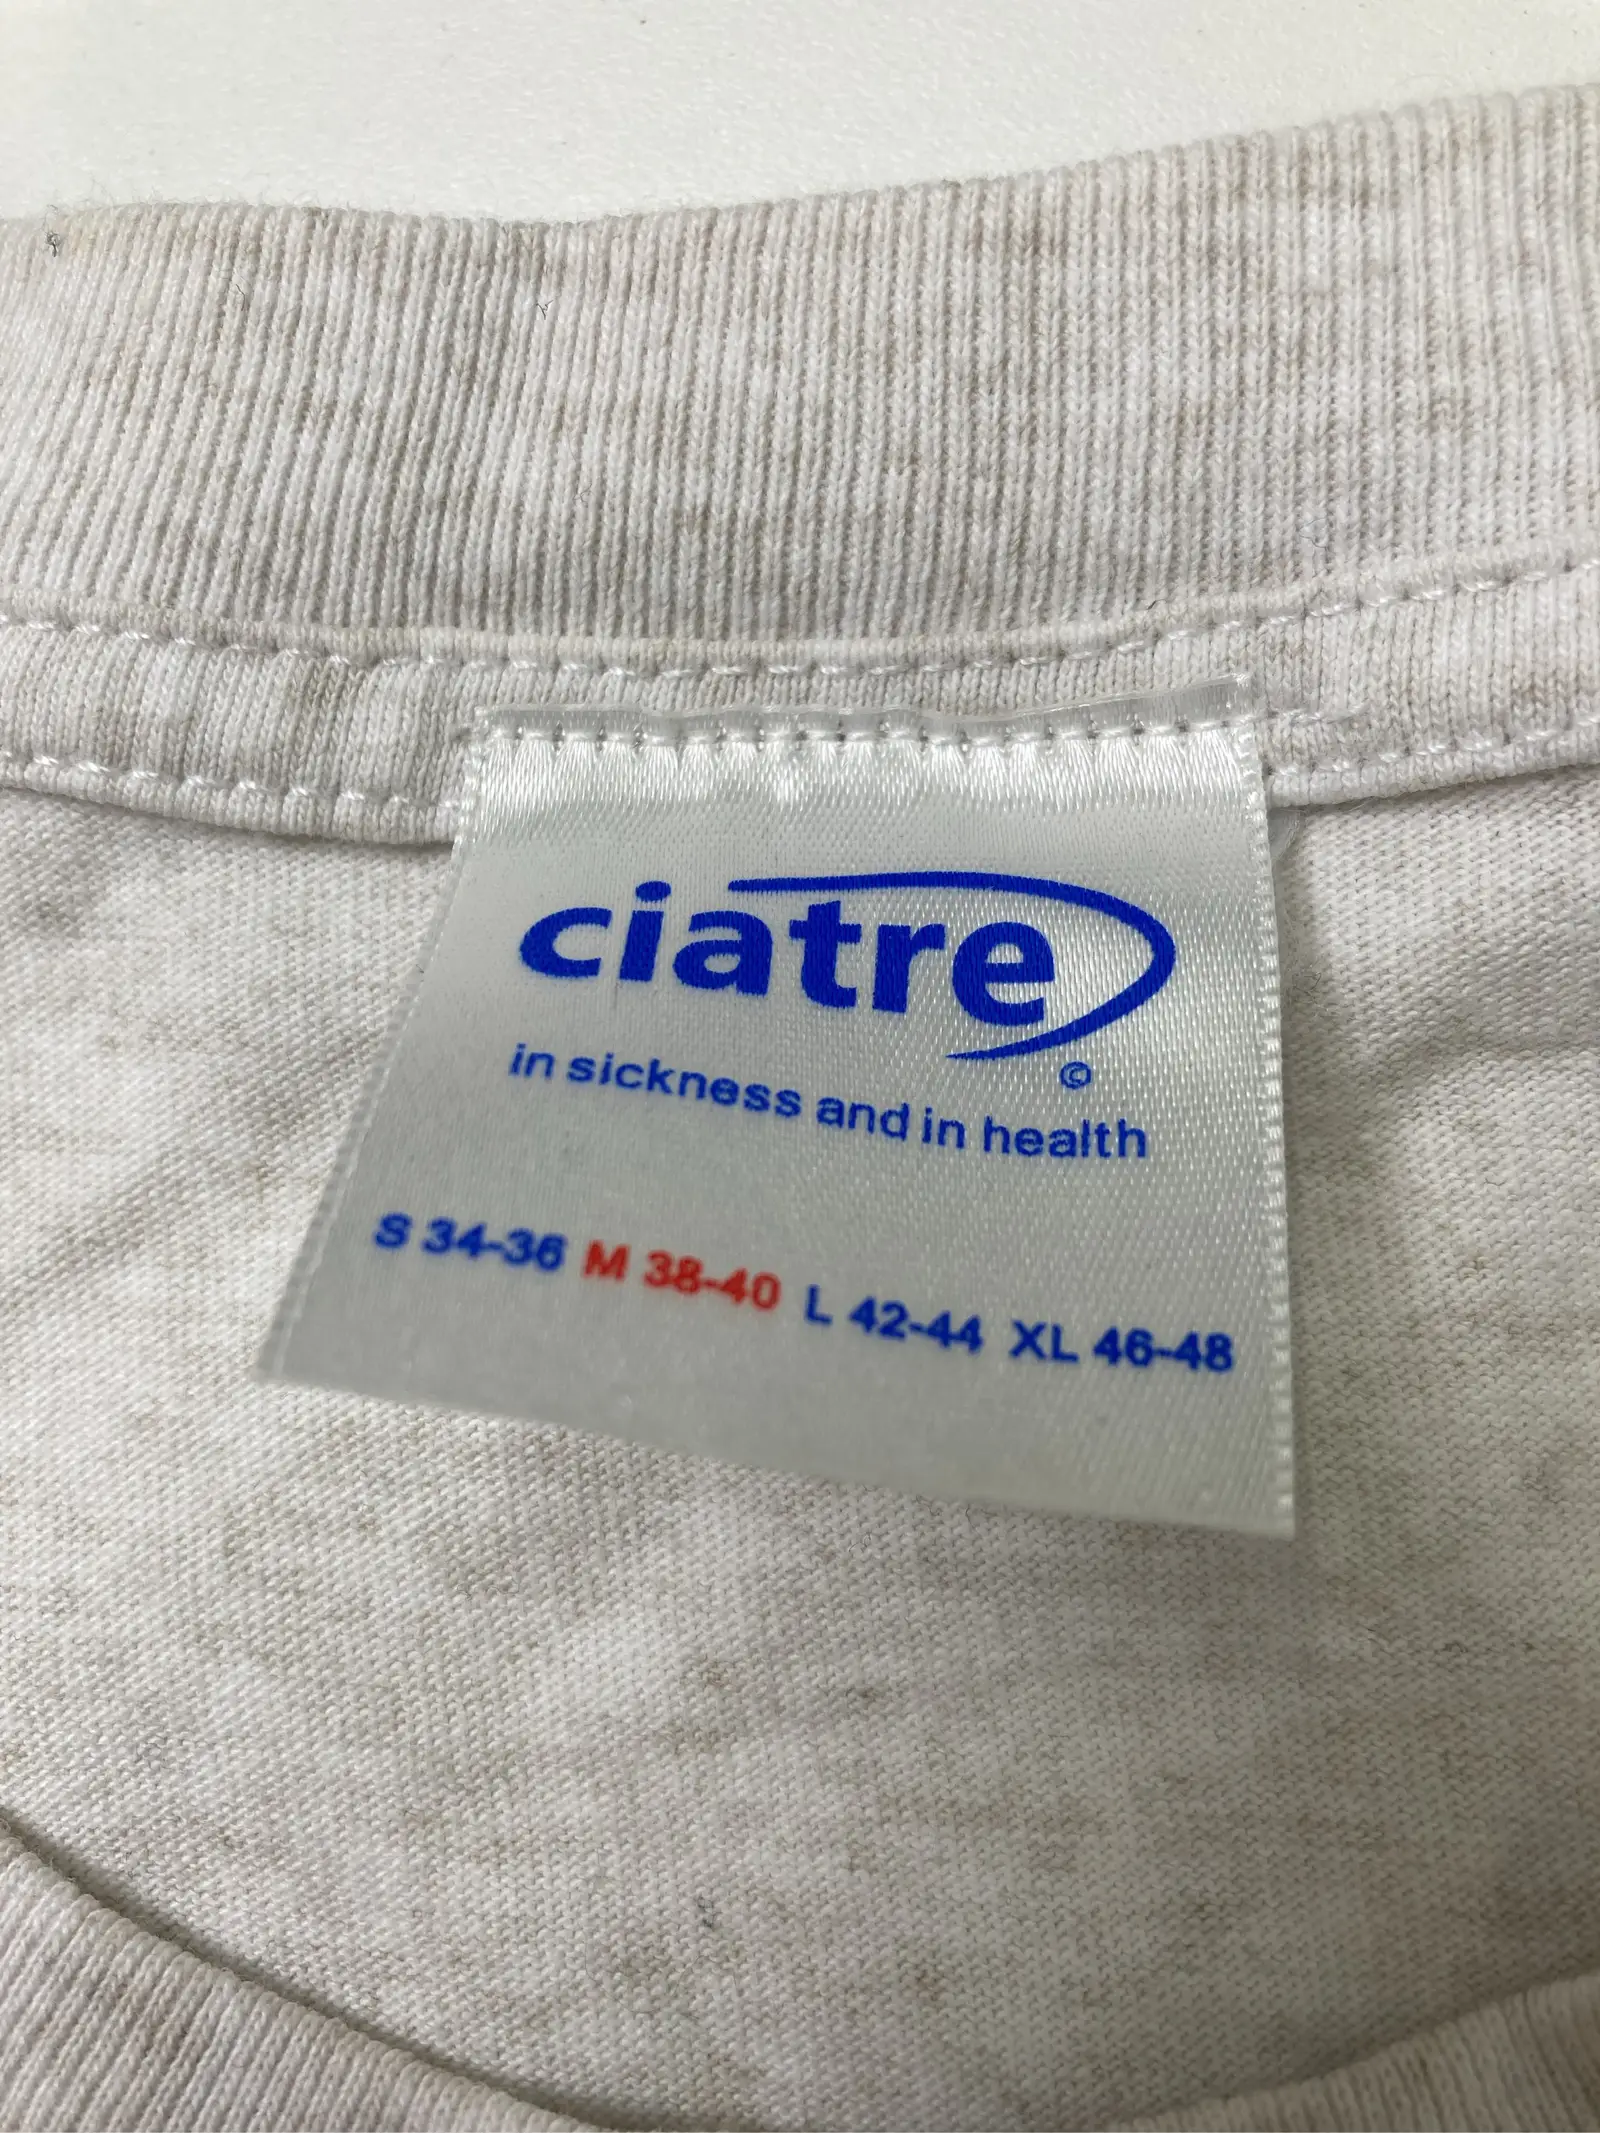 ciatre
©
in sickness and in health
S 34-36 M 38-40 L 42-44 XL 46-48